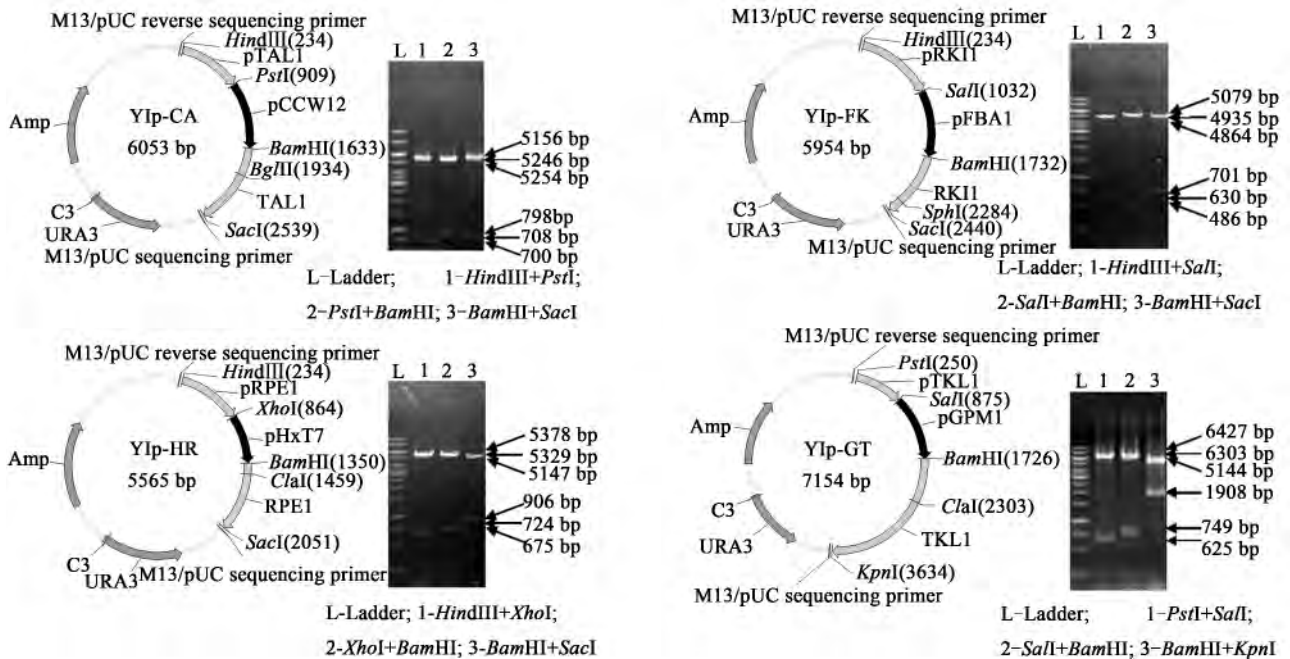 M13/pUC reverse sequencing primer
HindIII(234)
pTAL1
PstI(909)
pCCW12
YIp-CA
6053 bp
Amp
BamHI(1633)
BglII(1934)
TAL1
C3
URA3
SacI(2539)
M13/pUC sequencing primer
L 1 2 3
5156 bp
5246 bp
5254 bp
798bp
708 bp
700 bp
L-Ladder; 1-HindIII+PstI;
2-PstI+BamHI; 3-BamHI+SacI
M13/pUC reverse sequencing primer
HindIII(234)
pRKI1
SalI(1032)
pFBA1
YIp-FK
5954 bp
Amp
BamHI(1732)
RKI1
C3
SphI(2284)
URA3
SacI(2440)
M13/pUC sequencing primer
L 1 2 3
5079 bp
4935 bp
4864 bp
701 bp
630 bp
486 bp
L-Ladder; 1-HindIII+SalI;
2-SalI+BamHI; 3-BamHI+SacI
M13/pUC reverse sequencing primer
HindIII(234)
pRPE1
XhoI(864)
pHxT7
YIp-HR
5565 bp
Amp
BamHI(1350)
ClaI(1459)
RPE1
SacI(2051)
C3
URA3
M13/pUC sequencing primer
L 1 2 3
5378 bp
5329 bp
5147 bp
906 bp
724 bp
675 bp
L-Ladder; 1-HindIII+XhoI;
2-XhoI+BamHI; 3-BamHI+SacI
M13/pUC reverse sequencing primer
PstI(250)
pTKL1
SalI(875)
pGPM1
YIp-GT
7154 bp
Amp
BamHI(1726)
ClaI(2303)
C3
URA3
TKL1
KpnI(3634)
M13/pUC sequencing primer
L 1 2 3
6427 bp
6303 bp
5144 bp
1908 bp
749 bp
625 bp
L-Ladder; 1-PstI+SalI;
2-SalI+BamHI; 3-BamHI+KpnI